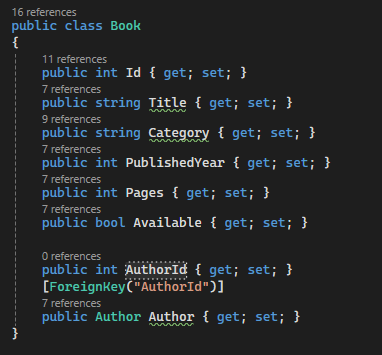 16 references
public class Book
{
11 references
public int Id { get; set; }
7 references
public string Title { get; set; }
9 references
public string Category { get; set; }
7 references
public int PublishedYear { get; set; }
7 references
public int Pages { get; set; }
7 references
public bool Available { get; set; }
0 references
public int AuthorId { get; set; }
[ForeignKey("AuthorId")]
7 references
public Author Author { get; set; }
}